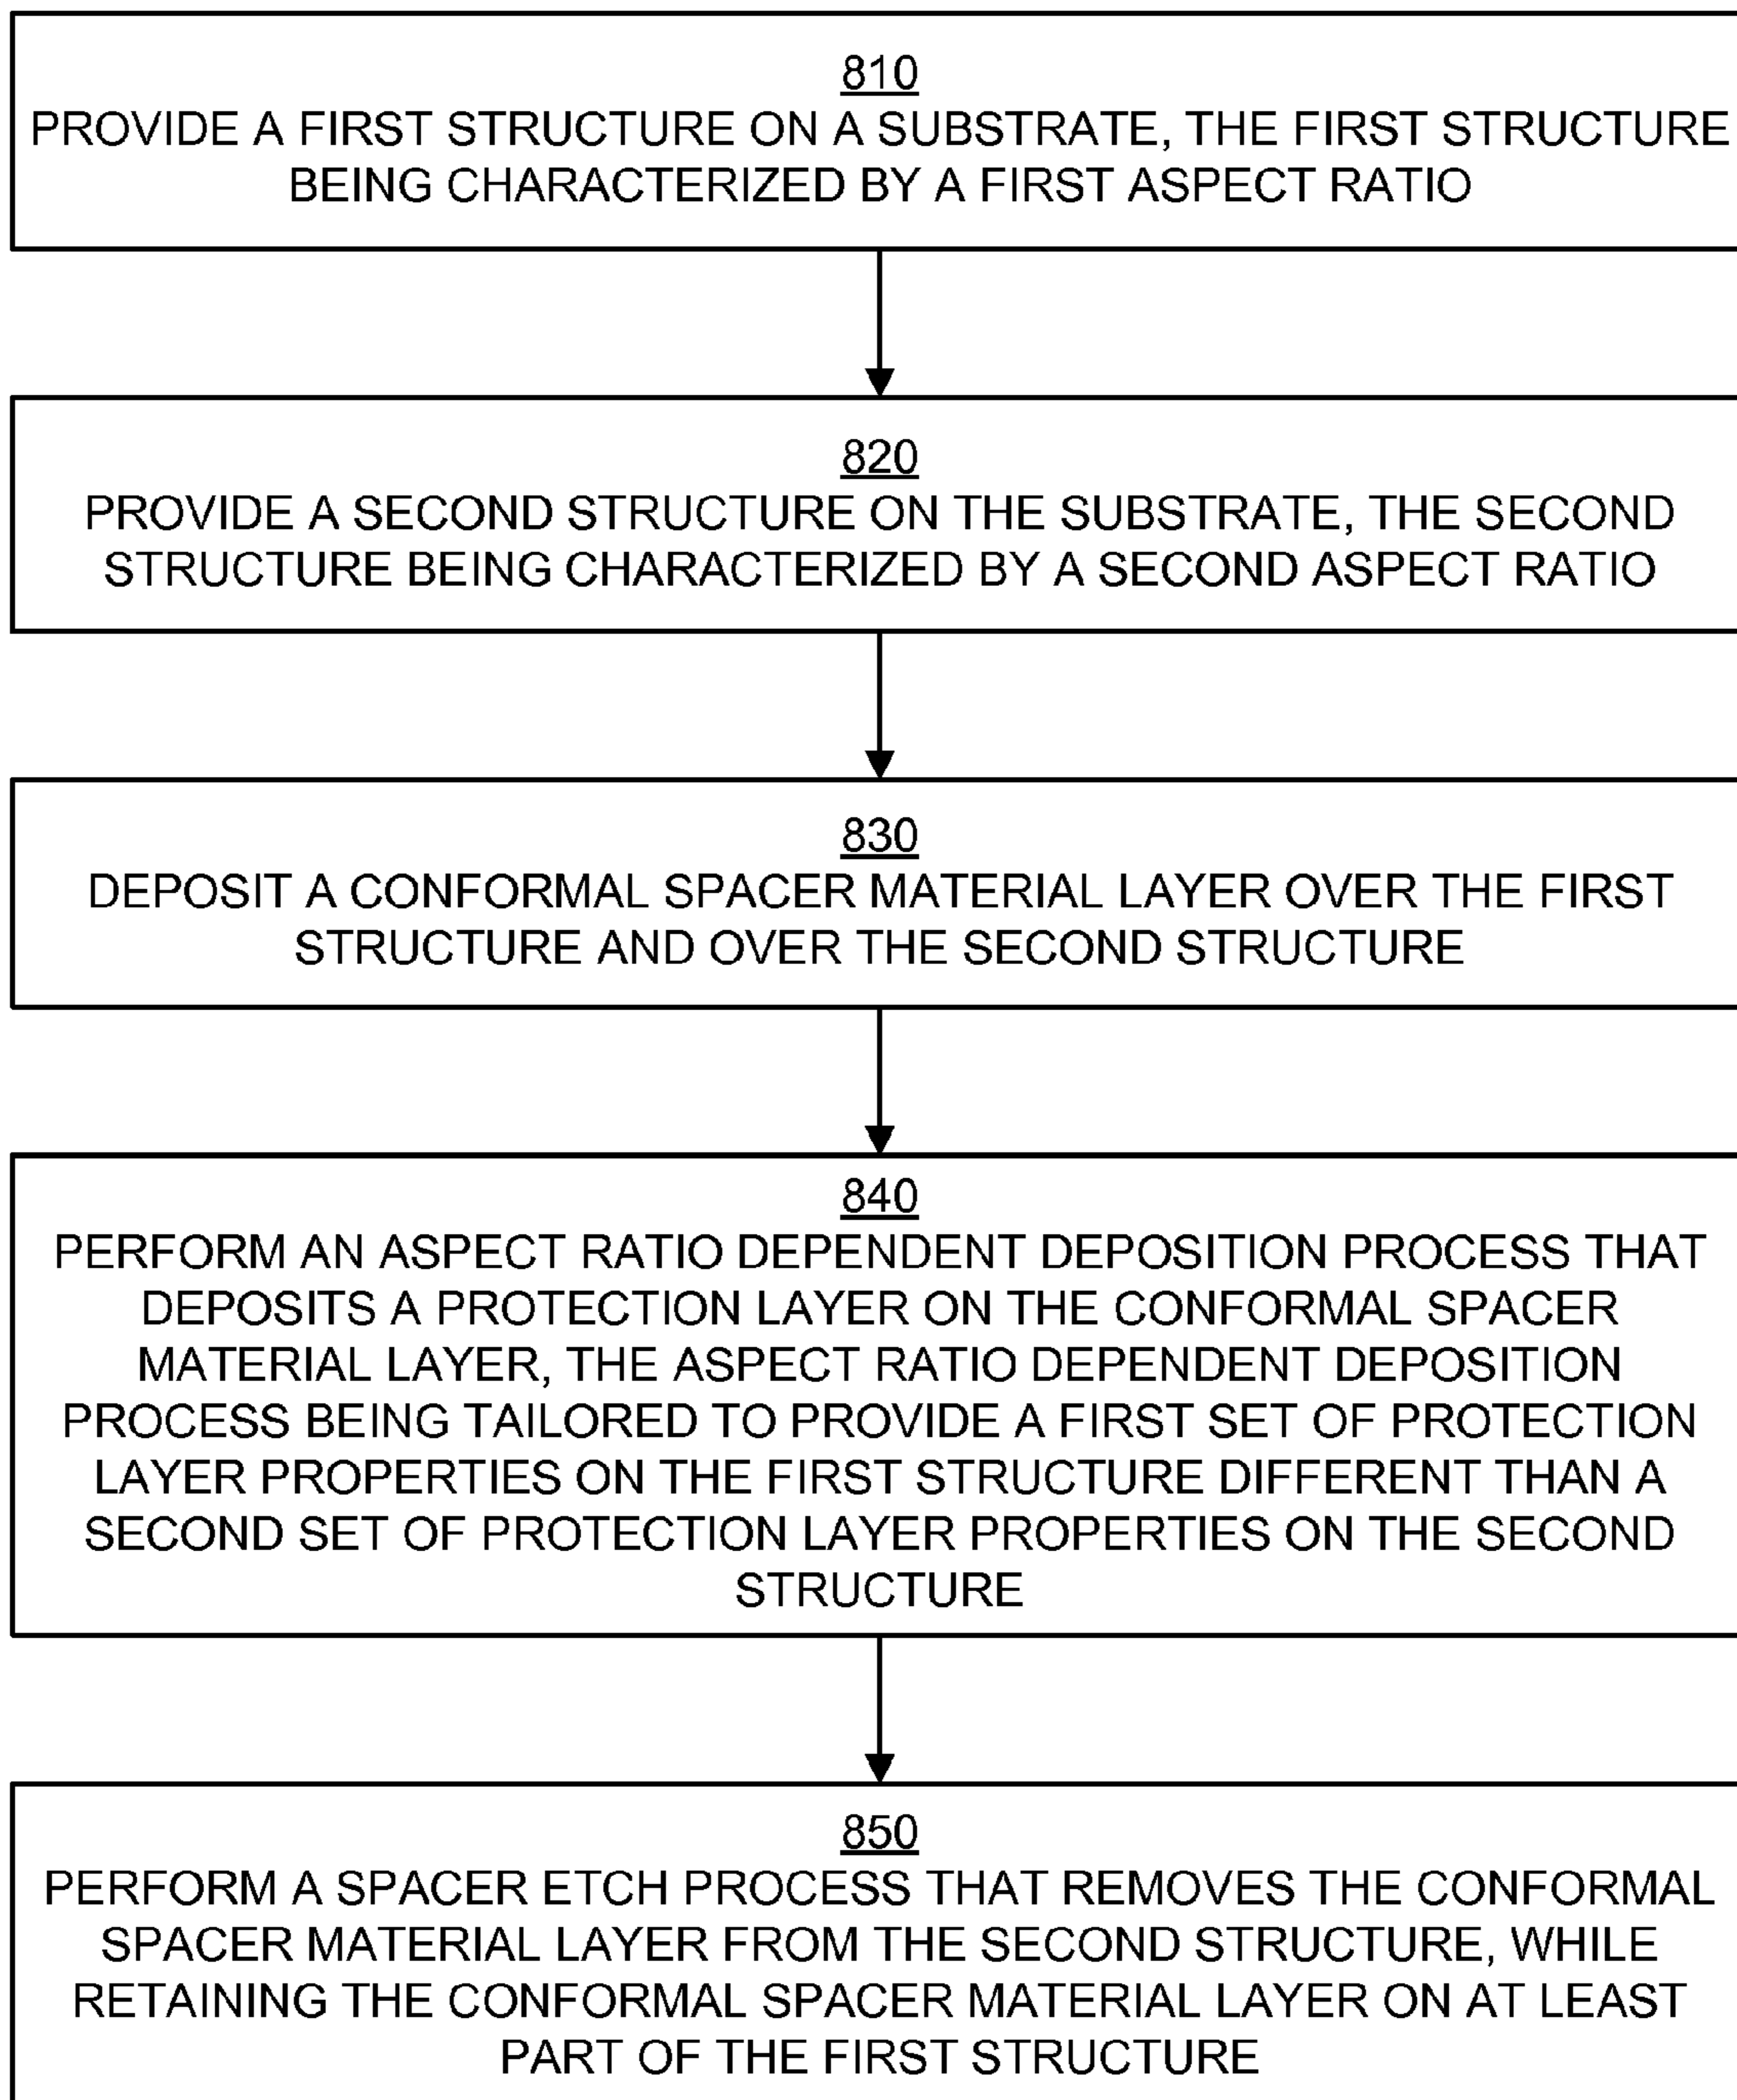 810
PROVIDE A FIRST STRUCTURE ON A SUBSTRATE, THE FIRST STRUCTURE
BEING CHARACTERIZED BY A FIRST ASPECT RATIO
820
PROVIDE A SECOND STRUCTURE ON THE SUBSTRATE, THE SECOND
STRUCTURE BEING CHARACTERIZED BY A SECOND ASPECT RATIO
830
DEPOSIT A CONFORMAL SPACER MATERIAL LAYER OVER THE FIRST
STRUCTURE AND OVER THE SECOND STRUCTURE
840
PERFORM AN ASPECT RATIO DEPENDENT DEPOSITION PROCESS THAT
DEPOSITS A PROTECTION LAYER ON THE CONFORMAL SPACER
MATERIAL LAYER, THE ASPECT RATIO DEPENDENT DEPOSITION
PROCESS BEING TAILORED TO PROVIDE A FIRST SET OF PROTECTION
LAYER PROPERTIES ON THE FIRST STRUCTURE DIFFERENT THAN A
SECOND SET OF PROTECTION LAYER PROPERTIES ON THE SECOND
STRUCTURE
850
PERFORM A SPACER ETCH PROCESS THAT REMOVES THE CONFORMAL
SPACER MATERIAL LAYER FROM THE SECOND STRUCTURE, WHILE
RETAINING THE CONFORMAL SPACER MATERIAL LAYER ON AT LEAST
PART OF THE FIRST STRUCTURE